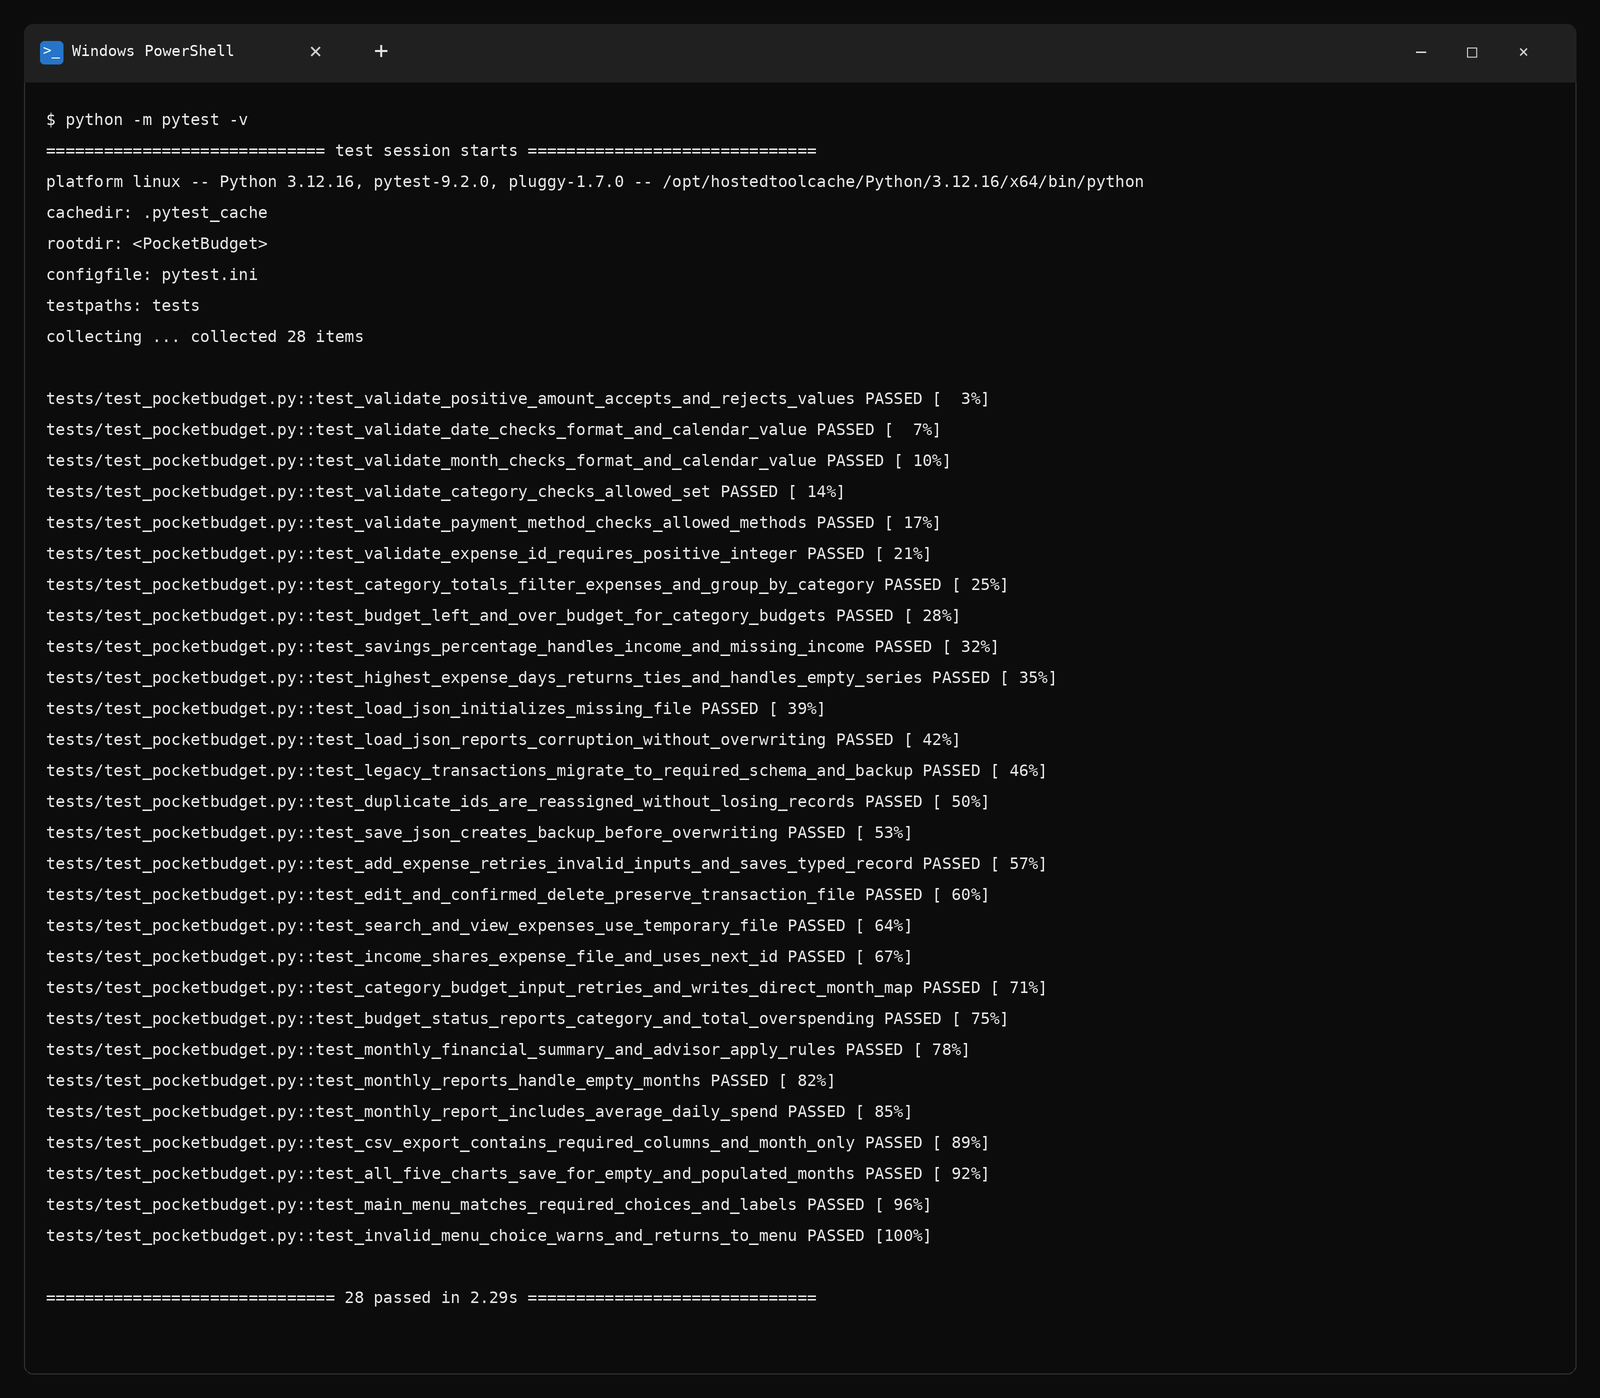 >_ Windows PowerShell ✕ + — □ ×
$ python -m pytest -v
============================= test session starts ==============================
platform linux -- Python 3.12.16, pytest-9.2.0, pluggy-1.7.0 -- /opt/hostedtoolcache/Python/3.12.16/x64/bin/python
cachedir: .pytest_cache
rootdir: <PocketBudget>
configfile: pytest.ini
testpaths: tests
collecting ... collected 28 items
tests/test_pocketbudget.py::test_validate_positive_amount_accepts_and_rejects_values PASSED [  3%]
tests/test_pocketbudget.py::test_validate_date_checks_format_and_calendar_value PASSED [  7%]
tests/test_pocketbudget.py::test_validate_month_checks_format_and_calendar_value PASSED [ 10%]
tests/test_pocketbudget.py::test_validate_category_checks_allowed_set PASSED [ 14%]
tests/test_pocketbudget.py::test_validate_payment_method_checks_allowed_methods PASSED [ 17%]
tests/test_pocketbudget.py::test_validate_expense_id_requires_positive_integer PASSED [ 21%]
tests/test_pocketbudget.py::test_category_totals_filter_expenses_and_group_by_category PASSED [ 25%]
tests/test_pocketbudget.py::test_budget_left_and_over_budget_for_category_budgets PASSED [ 28%]
tests/test_pocketbudget.py::test_savings_percentage_handles_income_and_missing_income PASSED [ 32%]
tests/test_pocketbudget.py::test_highest_expense_days_returns_ties_and_handles_empty_series PASSED [ 35%]
tests/test_pocketbudget.py::test_load_json_initializes_missing_file PASSED [ 39%]
tests/test_pocketbudget.py::test_load_json_reports_corruption_without_overwriting PASSED [ 42%]
tests/test_pocketbudget.py::test_legacy_transactions_migrate_to_required_schema_and_backup PASSED [ 46%]
tests/test_pocketbudget.py::test_duplicate_ids_are_reassigned_without_losing_records PASSED [ 50%]
tests/test_pocketbudget.py::test_save_json_creates_backup_before_overwriting PASSED [ 53%]
tests/test_pocketbudget.py::test_add_expense_retries_invalid_inputs_and_saves_typed_record PASSED [ 57%]
tests/test_pocketbudget.py::test_edit_and_confirmed_delete_preserve_transaction_file PASSED [ 60%]
tests/test_pocketbudget.py::test_search_and_view_expenses_use_temporary_file PASSED [ 64%]
tests/test_pocketbudget.py::test_income_shares_expense_file_and_uses_next_id PASSED [ 67%]
tests/test_pocketbudget.py::test_category_budget_input_retries_and_writes_direct_month_map PASSED [ 71%]
tests/test_pocketbudget.py::test_budget_status_reports_category_and_total_overspending PASSED [ 75%]
tests/test_pocketbudget.py::test_monthly_financial_summary_and_advisor_apply_rules PASSED [ 78%]
tests/test_pocketbudget.py::test_monthly_reports_handle_empty_months PASSED [ 82%]
tests/test_pocketbudget.py::test_monthly_report_includes_average_daily_spend PASSED [ 85%]
tests/test_pocketbudget.py::test_csv_export_contains_required_columns_and_month_only PASSED [ 89%]
tests/test_pocketbudget.py::test_all_five_charts_save_for_empty_and_populated_months PASSED [ 92%]
tests/test_pocketbudget.py::test_main_menu_matches_required_choices_and_labels PASSED [ 96%]
tests/test_pocketbudget.py::test_invalid_menu_choice_warns_and_returns_to_menu PASSED [100%]
============================== 28 passed in 2.29s ==============================